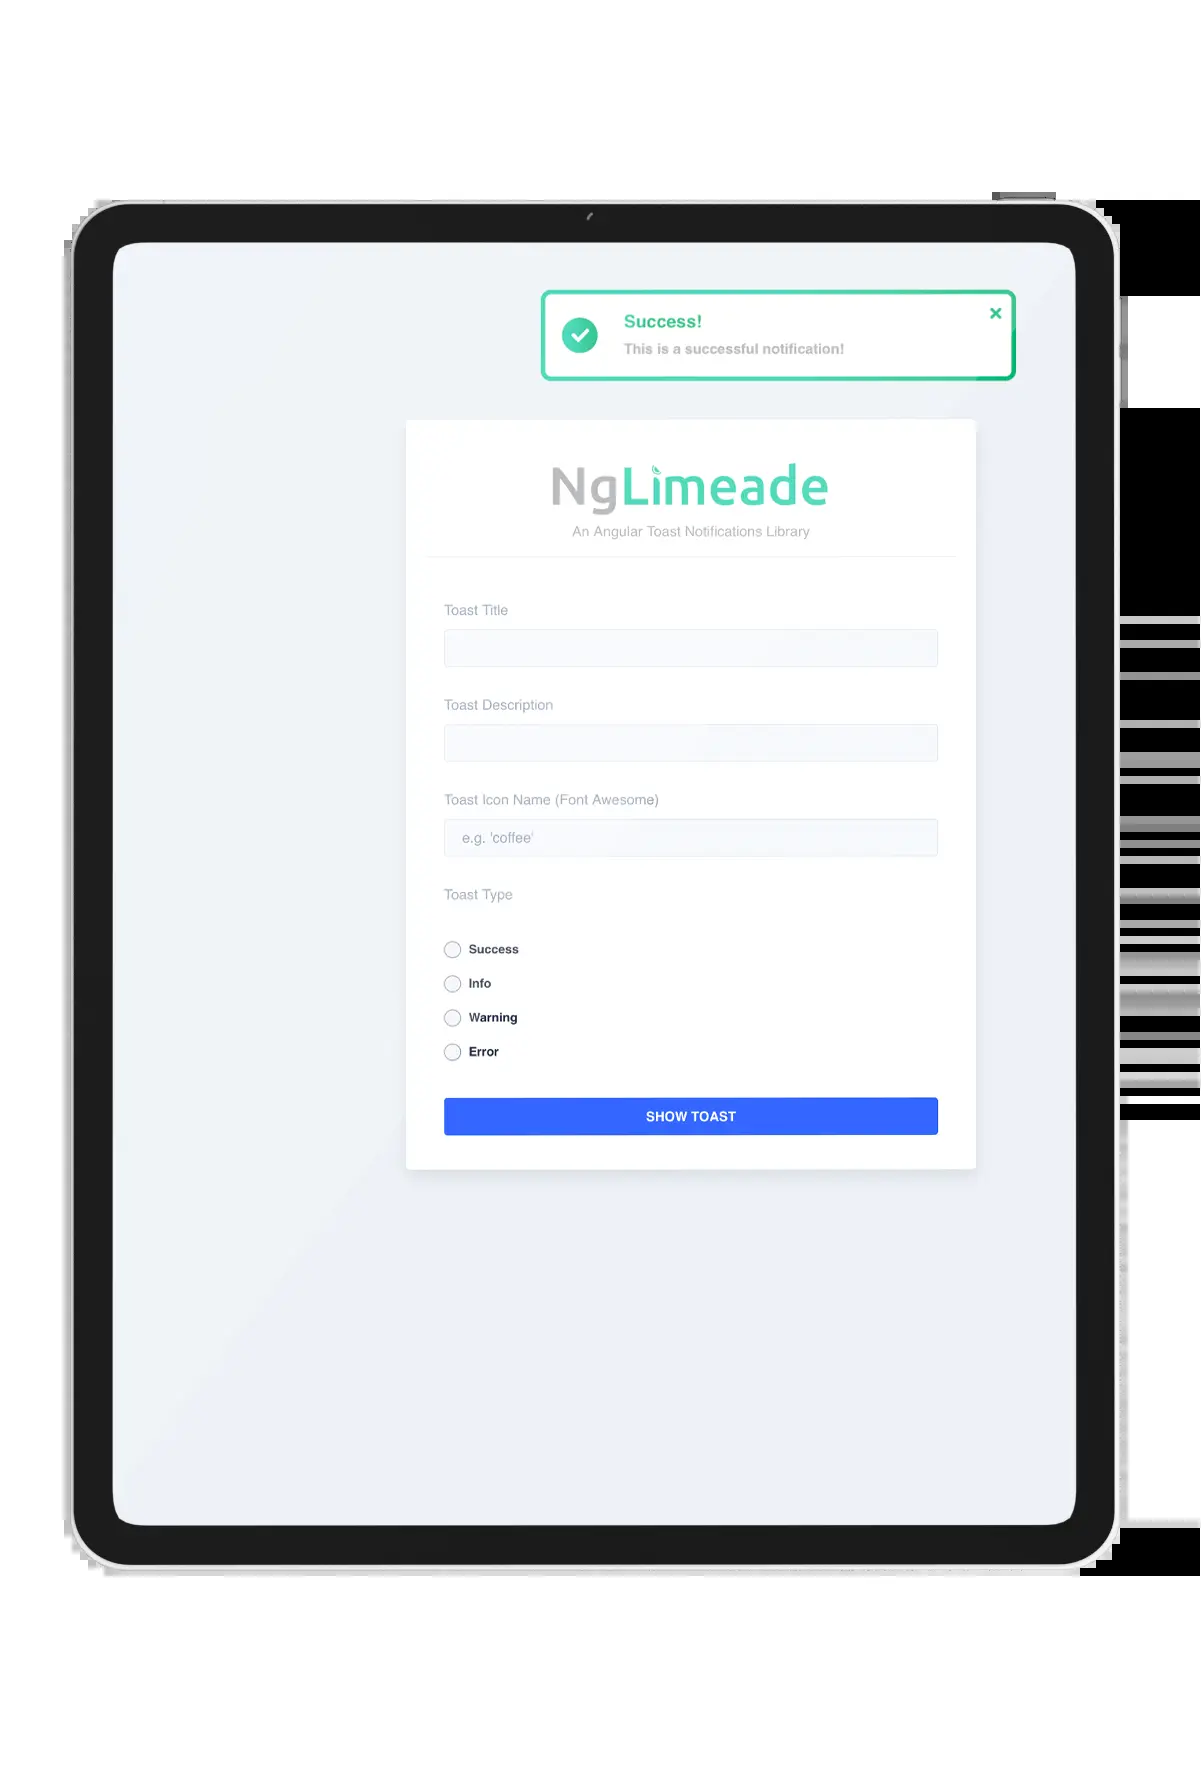 Success!
This is a successful notification!
NgLimeade
An Angular Toast Notifications Library
Toast Title
Toast Description
Toast Icon Name (Font Awesome)
e.g. 'coffee'
Toast Type
Success
Info
Warning
Error
SHOW TOAST